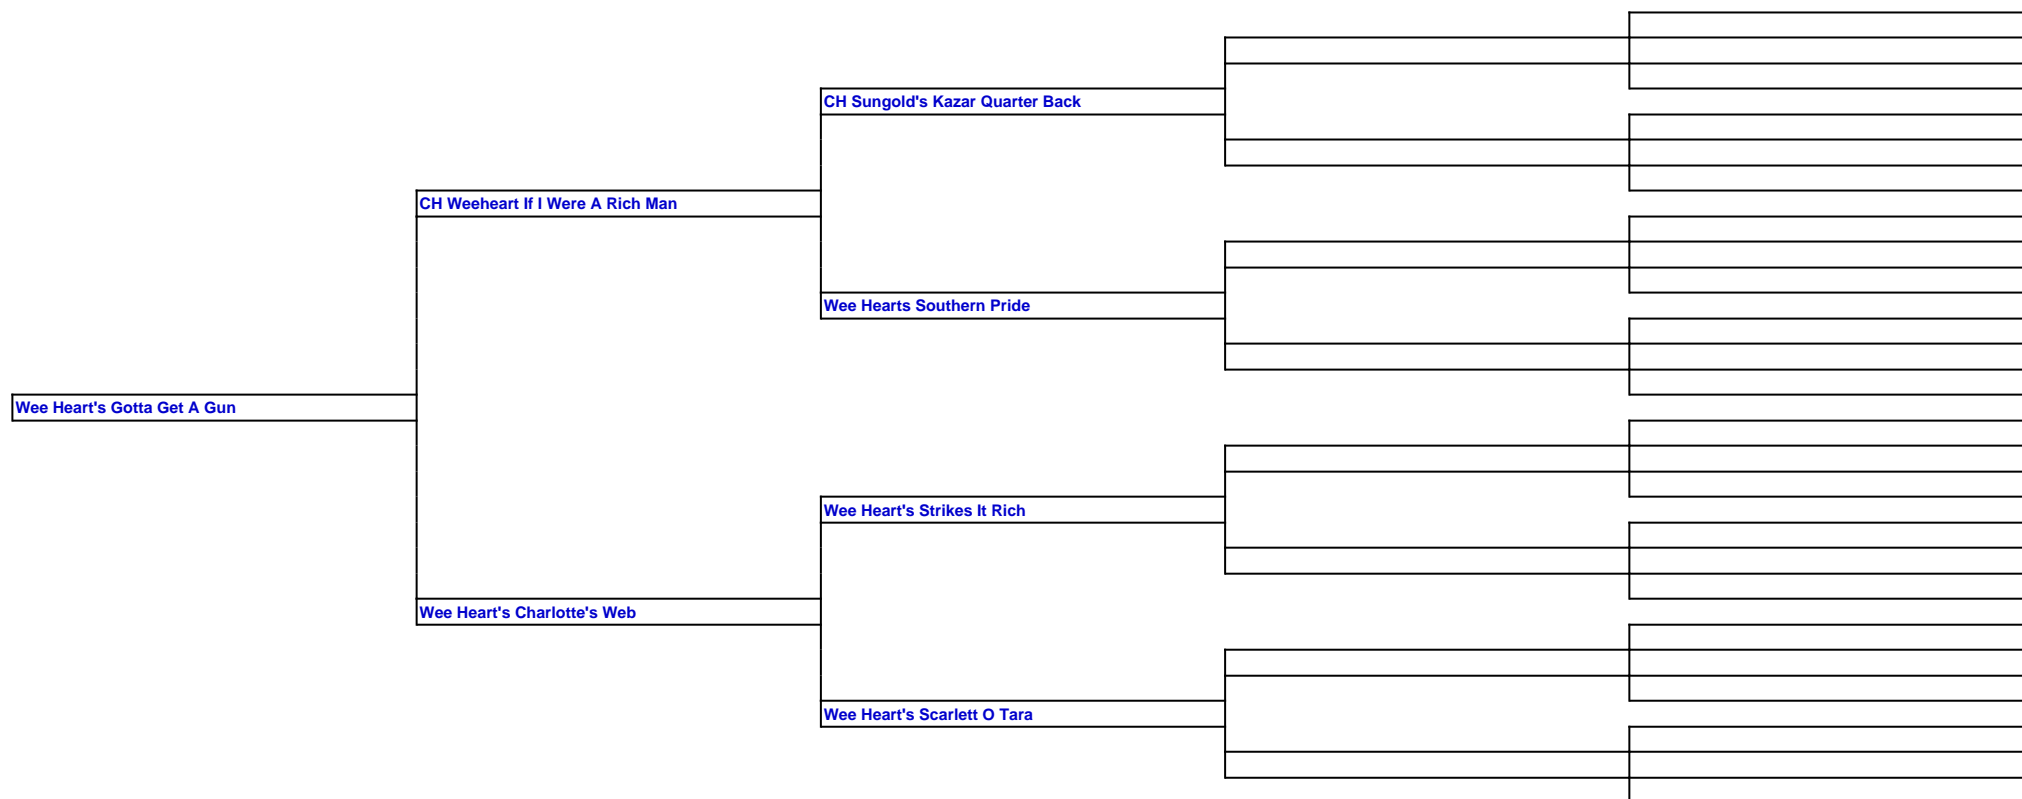 CH Sungold's Kazar Quarter Back
CH Weeheart If I Were A Rich Man
Wee Hearts Southern Pride
Wee Heart's Gotta Get A Gun
Wee Heart's Strikes It Rich
Wee Heart's Charlotte's Web
Wee Heart's Scarlett O Tara